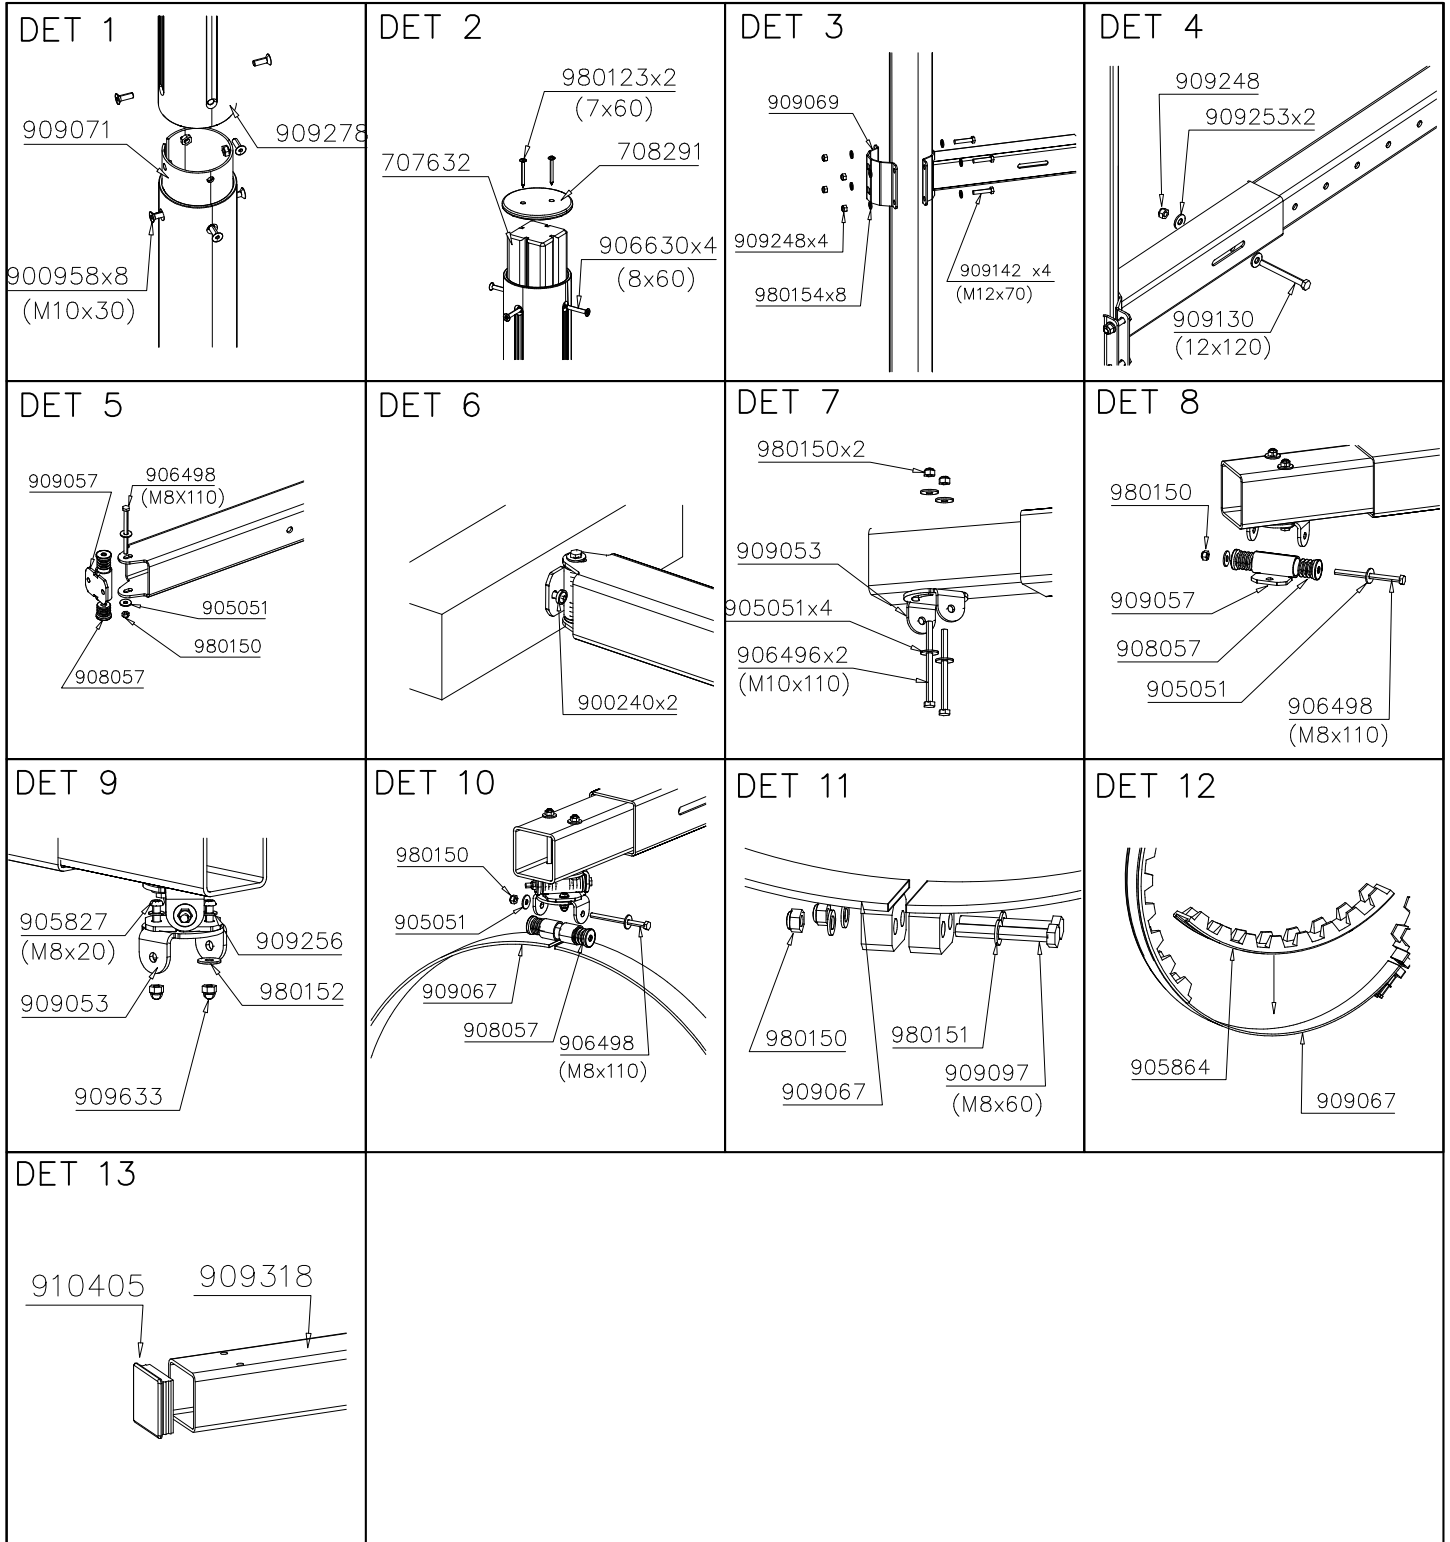 DET 1
909071
909278
900958x8
(M10x30)
DET 2
980123x2
(7x60)
707632
708291
906630x4
(8x60)
DET 3
909069
909248x4
980154x8
909142 x4
(M12x70)
DET 4
909248
909253x2
909130
(12x120)
DET 5
909057
906498
(M8X110)
905051
980150
908057
DET 6
900240x2
DET 7
980150x2
909053
905051x4
906496x2
(M10x110)
DET 8
980150
909057
908057
905051
906498
(M8x110)
DET 9
905827
(M8x20)
909256
909053
980152
909633
DET 10
980150
905051
909067
908057
906498
(M8x110)
DET 11
980150
980151
909067
909097
(M8x60)
DET 12
905864
909067
DET 13
910405
909318